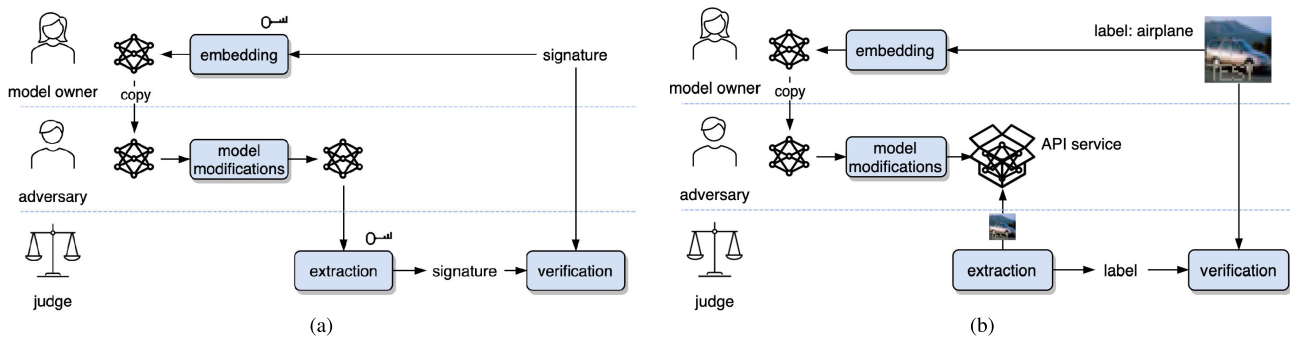 embedding
signature
model owner
copy
model
modifications
adversary
extraction
signature
verification
judge
(a)
label: airplane
TEST
embedding
model owner
copy
model
modifications
API service
adversary
extraction
label
verification
judge
(b)